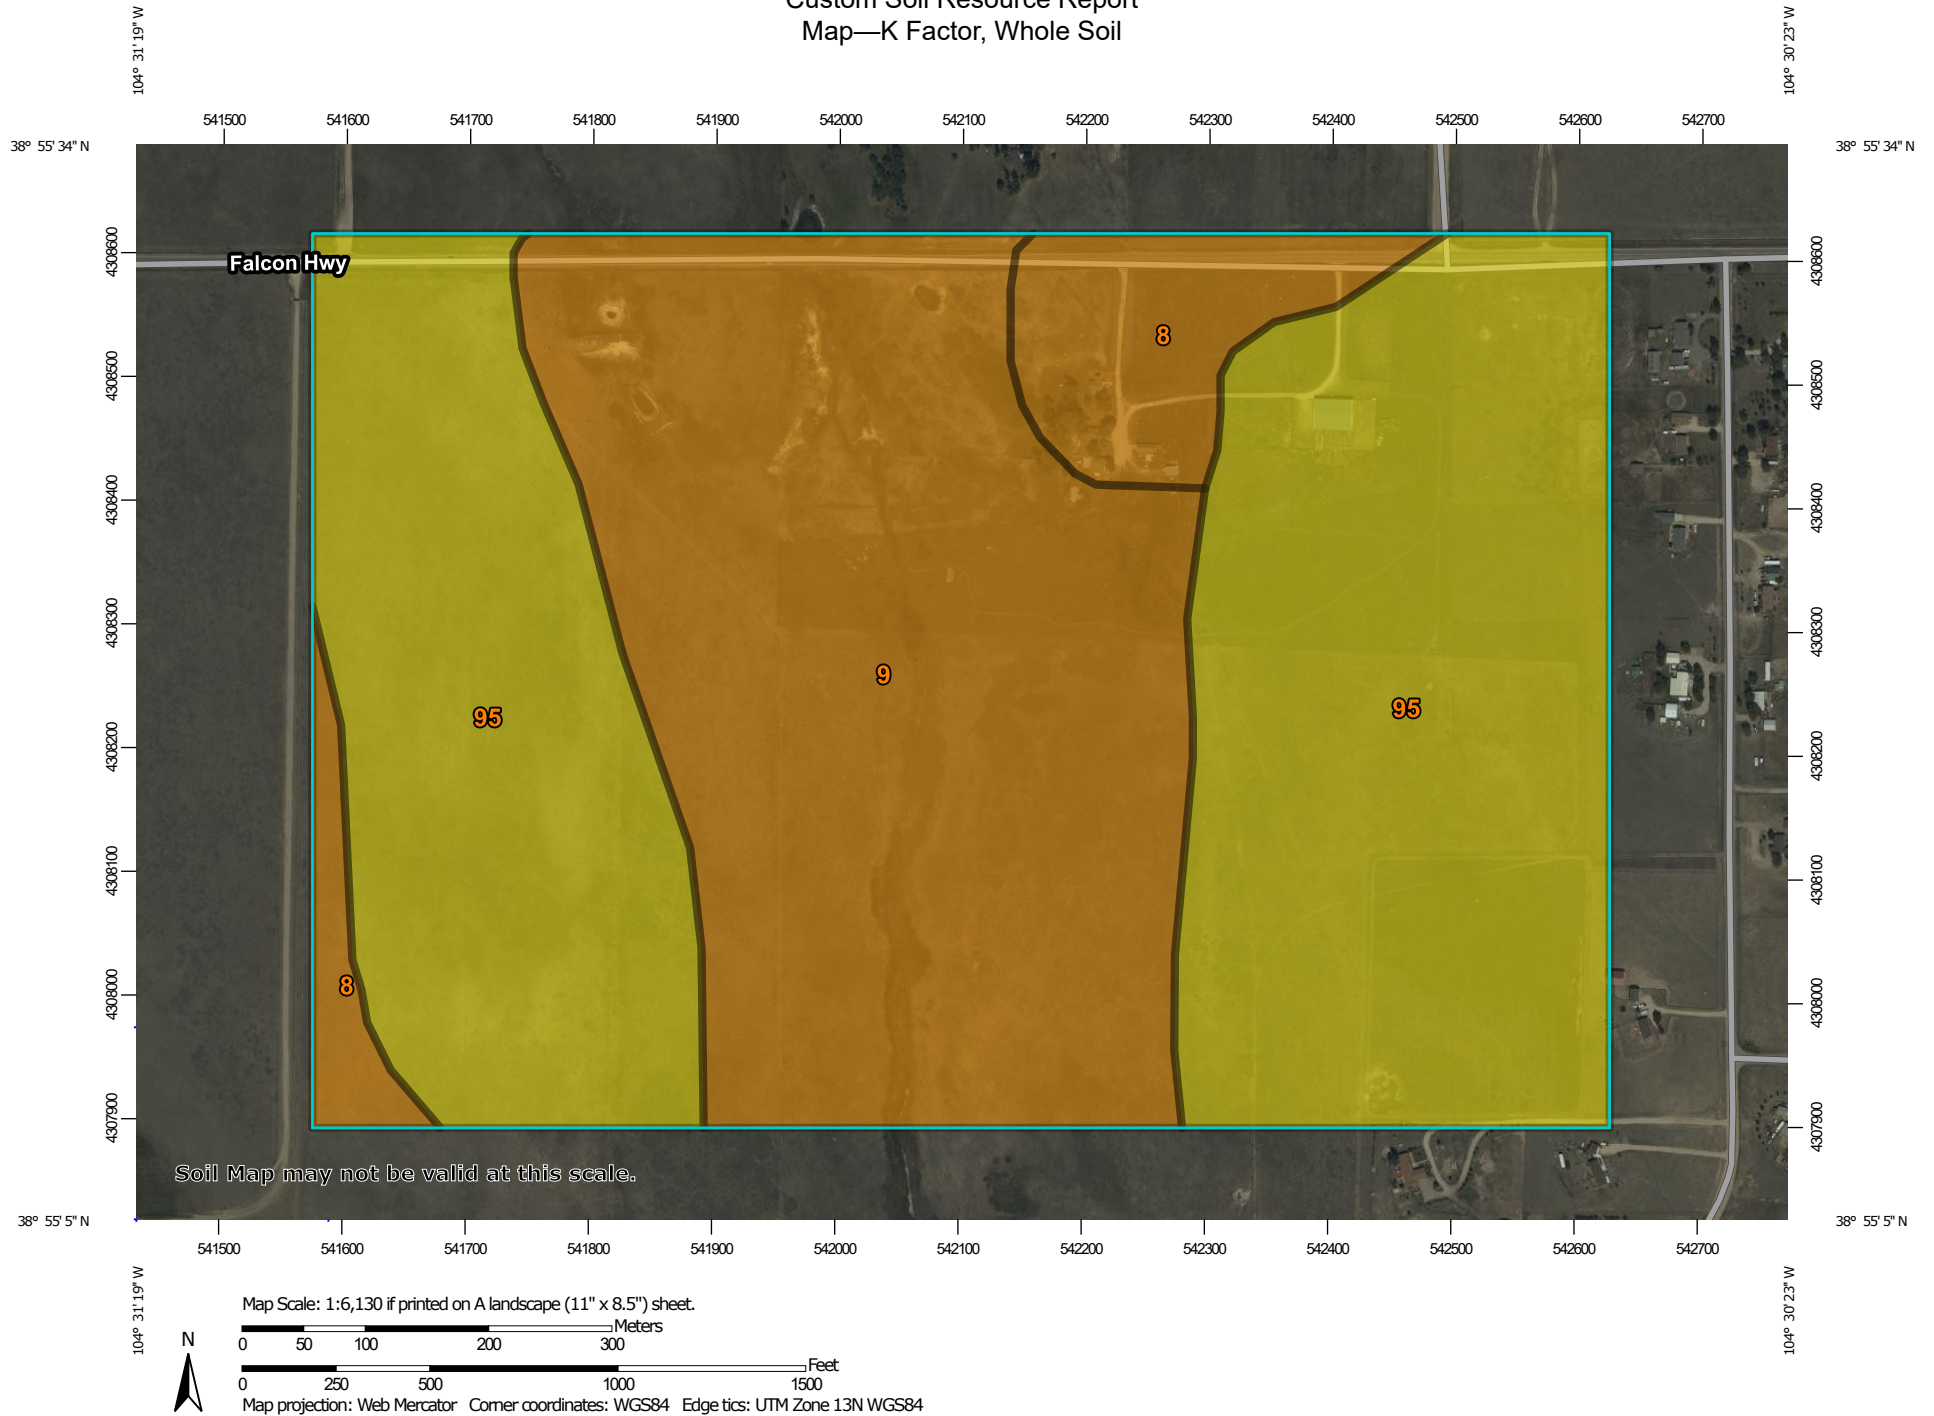 Custom Soil Resource Report
Map—K Factor, Whole Soil
104° 31' 19" W
104° 30' 23" W
541500 541600 541700 541800 541900 542000 542100 542200 542300 542400 542500 542600 542700
38° 55' 34" N
38° 55' 34" N
4308600
4308600
Falcon Hwy
8
4308500
4308500
4308400
4308400
4308300
4308300
9
95
95
4308200
4308200
4308100
4308100
8
4308000
4308000
4307900
4307900
Soil Map may not be valid at this scale.
38° 55' 5" N
38° 55' 5" N
541500 541600 541700 541800 541900 542000 542100 542200 542300 542400 542500 542600 542700
104° 31' 19" W
104° 30' 23" W
Map Scale: 1:6,130 if printed on A landscape (11" x 8.5") sheet.
Meters
0 50 100 200 300
N
Feet
0 250 500 1000 1500
Map projection: Web Mercator Corner coordinates: WGS84 Edge tics: UTM Zone 13N WGS84